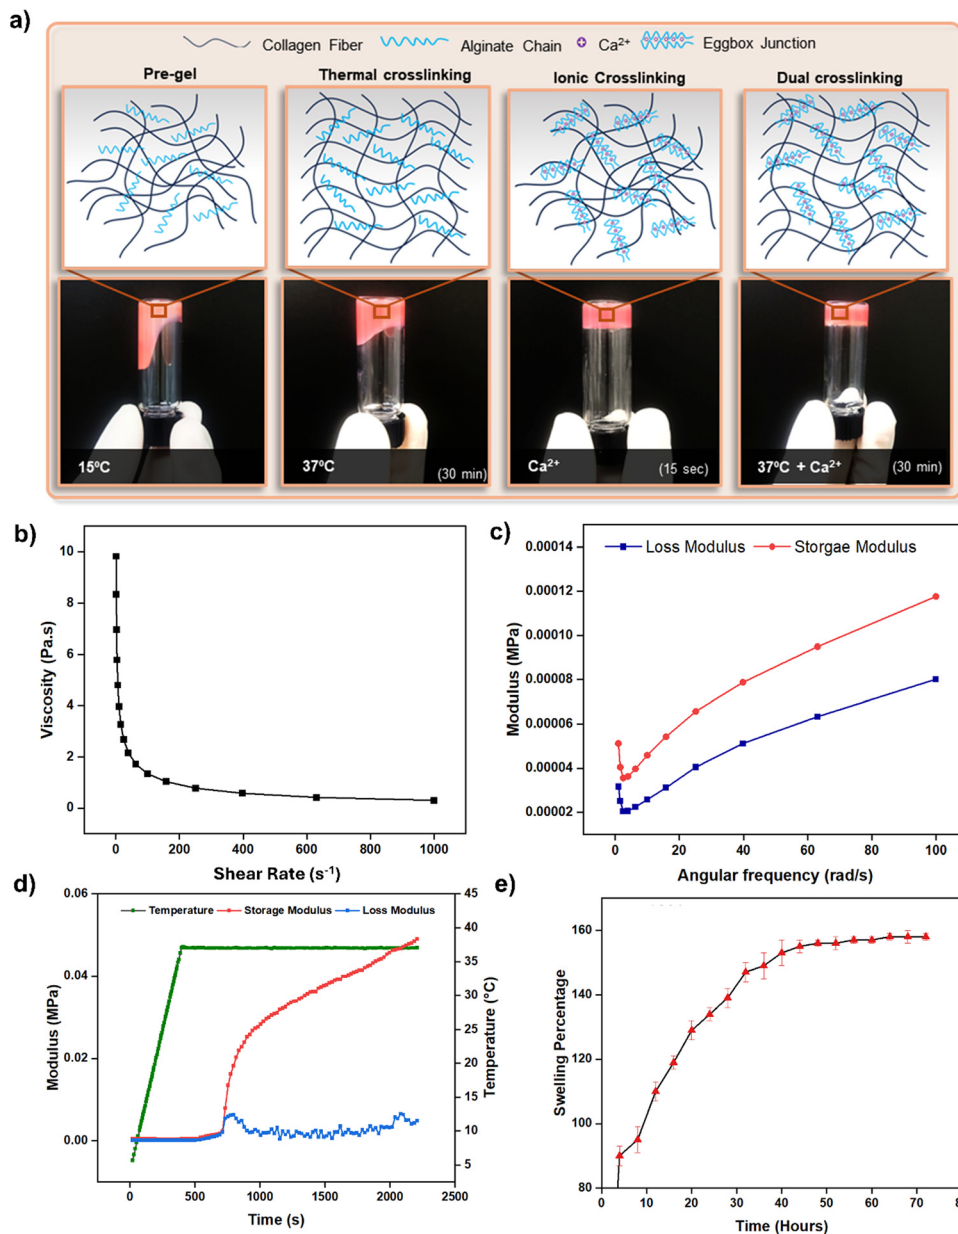 a)
Collagen Fiber Alginate Chain Ca²⁺ Eggbox Junction
Pre-gel Thermal crosslinking Ionic Crosslinking Dual crosslinking
15ºC 37ºC (30 min) Ca²⁺ (15 sec) 37ºC + Ca²⁺ (30 min)
b)
10
8
6
4
2
0
Viscosity (Pa.s)
0 200 400 600 800 1000
Shear Rate (s⁻¹)
c)
Loss Modulus Storgae Modulus
0.00014
0.00012
0.00010
0.00008
0.00006
0.00004
0.00002
Modulus (MPa)
0 20 40 60 80 100
Angular frequency (rad/s)
d)
Temperature Storage Modulus Loss Modulus
0.06
0.04
0.02
0.00
Modulus (MPa)
45
40
35
30
25
20
15
10
5
Temperature (°C)
0 500 1000 1500 2000 2500
Time (s)
e)
160
140
120
100
80
Swelling Percentage
0 10 20 30 40 50 60 70 80
Time (Hours)